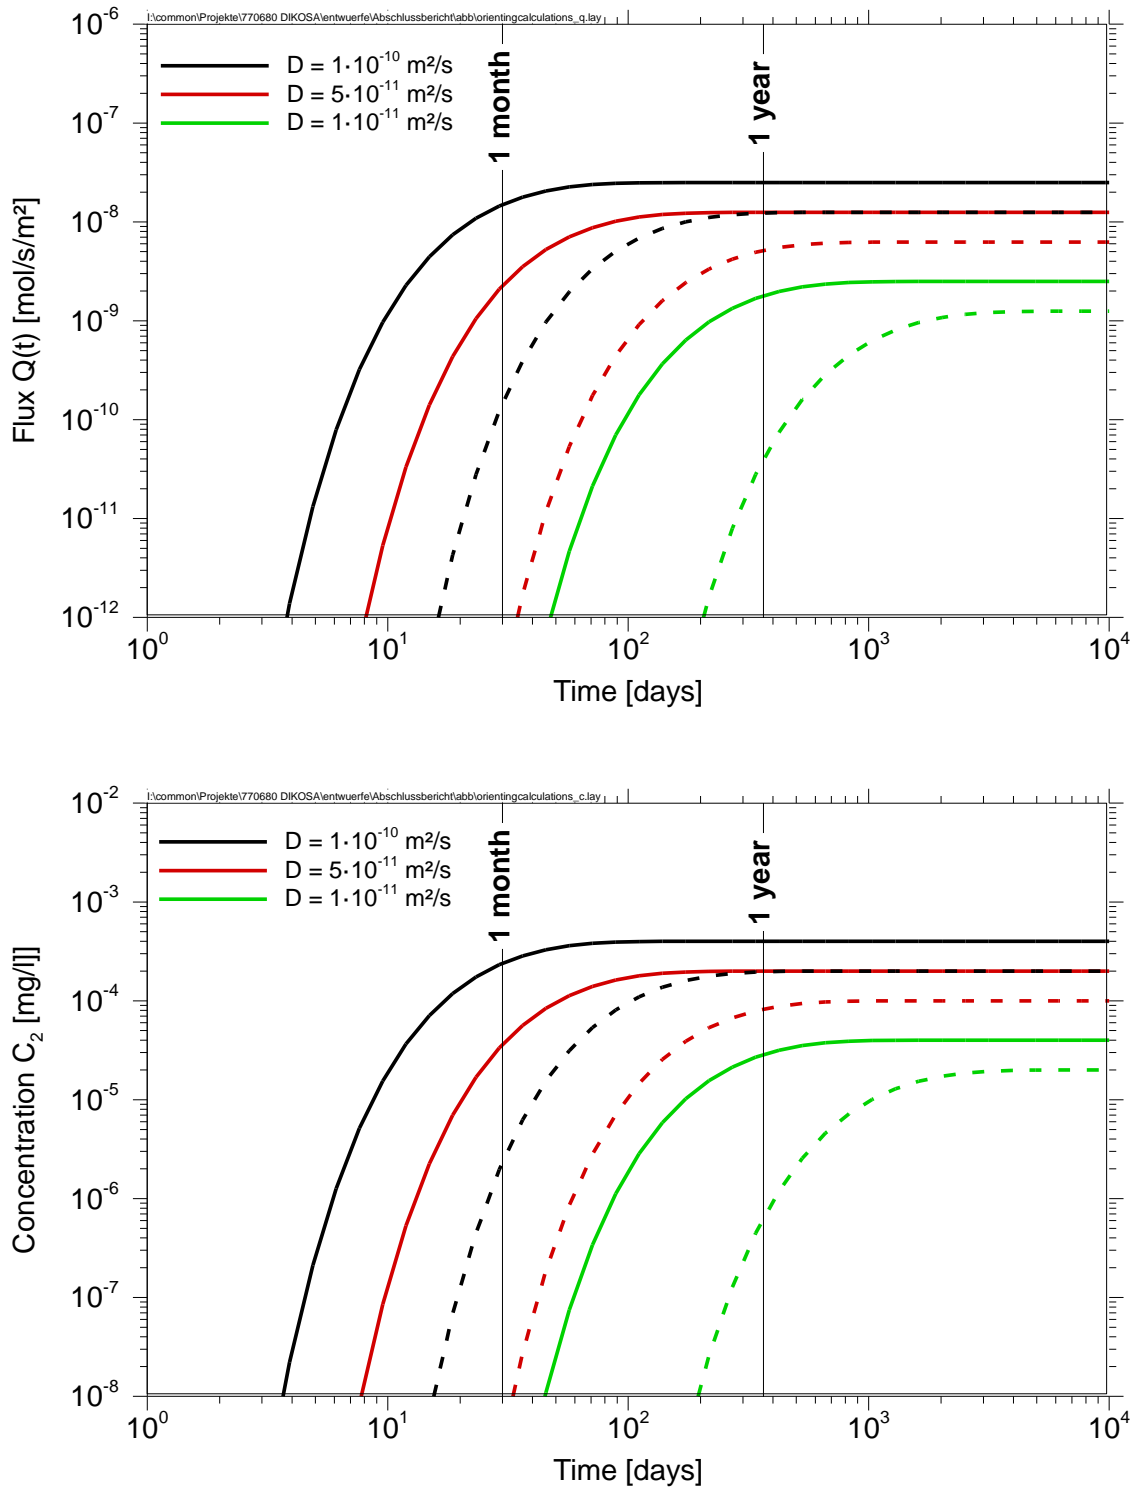 I:\common\Projekte\770680 DIKOSA\entwuerfe\Abschlussbericht\abb\orientingcalculations_q.lay
D = 1·10⁻¹⁰ m²/s
D = 5·10⁻¹¹ m²/s
D = 1·10⁻¹¹ m²/s
1 month
1 year
Flux Q(t) [mol/s/m²]
10⁻⁶
10⁻⁷
10⁻⁸
10⁻⁹
10⁻¹⁰
10⁻¹¹
10⁻¹²
10⁰ 10¹ 10² 10³ 10⁴
Time [days]
I:\common\Projekte\770680 DIKOSA\entwuerfe\Abschlussbericht\abb\orientingcalculations_c.lay
D = 1·10⁻¹⁰ m²/s
D = 5·10⁻¹¹ m²/s
D = 1·10⁻¹¹ m²/s
1 month
1 year
Concentration C₂ [mg/l]]
10⁻²
10⁻³
10⁻⁴
10⁻⁵
10⁻⁶
10⁻⁷
10⁻⁸
10⁰ 10¹ 10² 10³ 10⁴
Time [days]